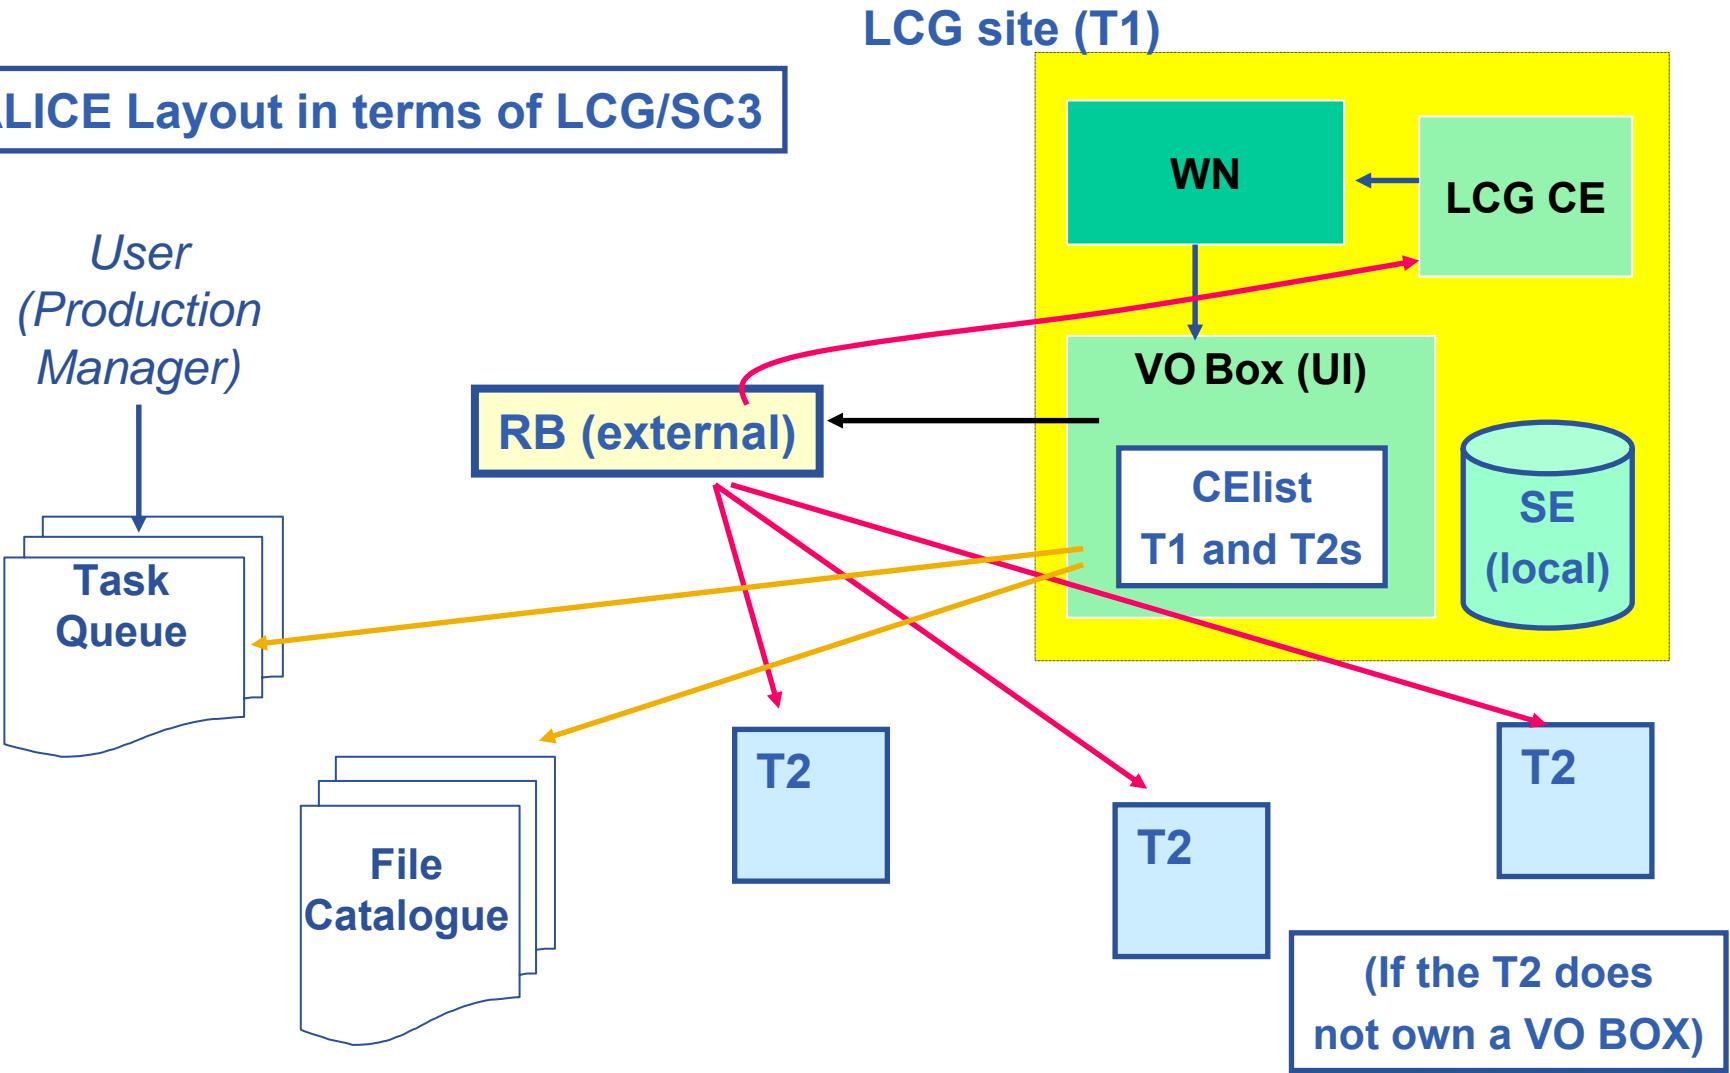 LCG site (T1)
LICE Layout in terms of LCG/SC3
WN
LCG CE
User
(Production
Manager)
VO Box (UI)
RB (external)
CElist
T1 and T2s
SE
(local)
Task
Queue
T2
T2
T2
File
Catalogue
(If the T2 does
not own a VO BOX)